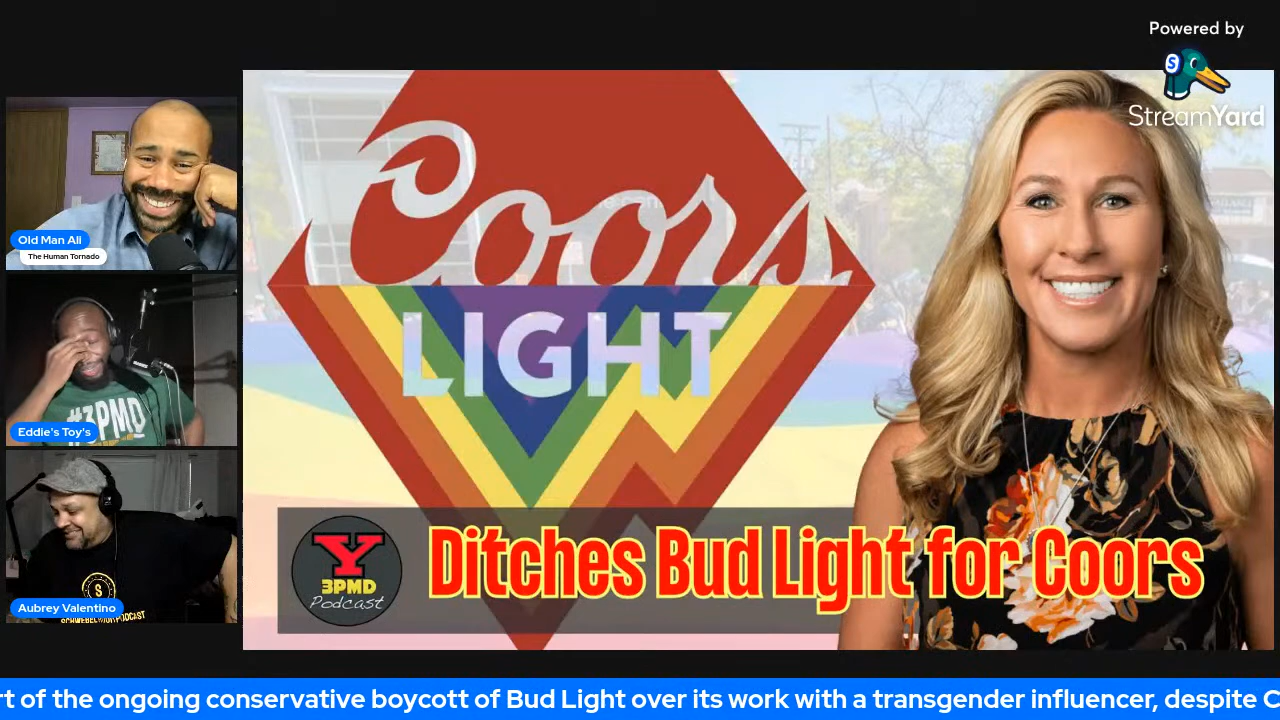 Powered by
S
StreamYard
Old Man Ali
The Human Tornado
#3PMD
Eddie's Toy's
S
Aubrey Valentino
Coors
LIGHT
Y
3PMD
Podcast
Ditches Bud Light for Coors
rt of the ongoing conservative boycott of Bud Light over its work with a transgender influencer, despite C